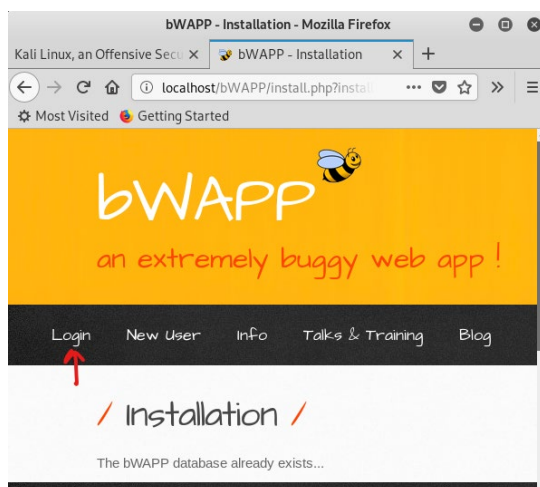 bWAPP - Installation - Mozilla Firefox
Kali Linux, an Offensive Secu
bWAPP - Installation
localhost/bWAPP/install.php?install
Most Visited
Getting Started
bWAPP
an extremely buggy web app !
Login New User Info Talks & Training Blog
/ Installation /
The bWAPP database already exists...